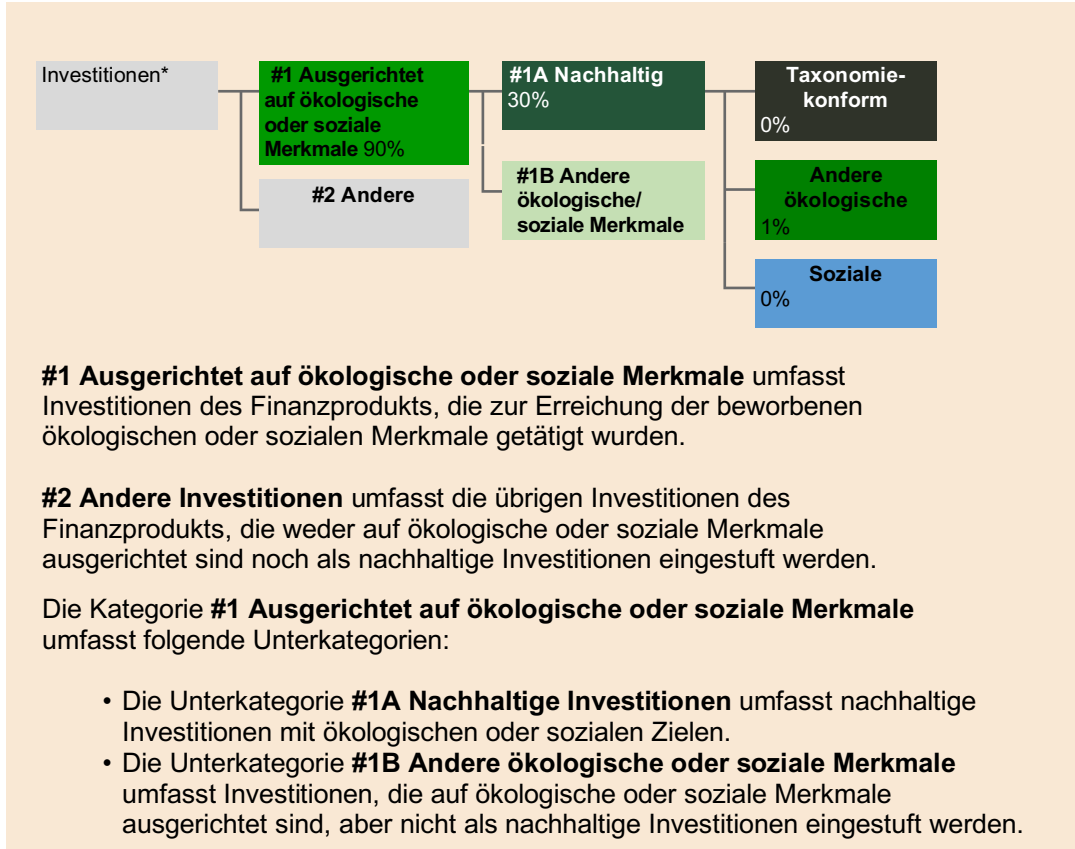 Investitionen*
#1 Ausgerichtet
auf ökologische
oder soziale
Merkmale 90%
#2 Andere
#1A Nachhaltig
30%
#1B Andere
ökologische/
soziale Merkmale
Taxonomie-
konform
0%
Andere
ökologische
1%
Soziale
0%
#1 Ausgerichtet auf ökologische oder soziale Merkmale umfasst
Investitionen des Finanzprodukts, die zur Erreichung der beworbenen
ökologischen oder sozialen Merkmale getätigt wurden.
#2 Andere Investitionen umfasst die übrigen Investitionen des
Finanzprodukts, die weder auf ökologische oder soziale Merkmale
ausgerichtet sind noch als nachhaltige Investitionen eingestuft werden.
Die Kategorie #1 Ausgerichtet auf ökologische oder soziale Merkmale
umfasst folgende Unterkategorien:
• Die Unterkategorie #1A Nachhaltige Investitionen umfasst nachhaltige
Investitionen mit ökologischen oder sozialen Zielen.
• Die Unterkategorie #1B Andere ökologische oder soziale Merkmale
umfasst Investitionen, die auf ökologische oder soziale Merkmale
ausgerichtet sind, aber nicht als nachhaltige Investitionen eingestuft werden.